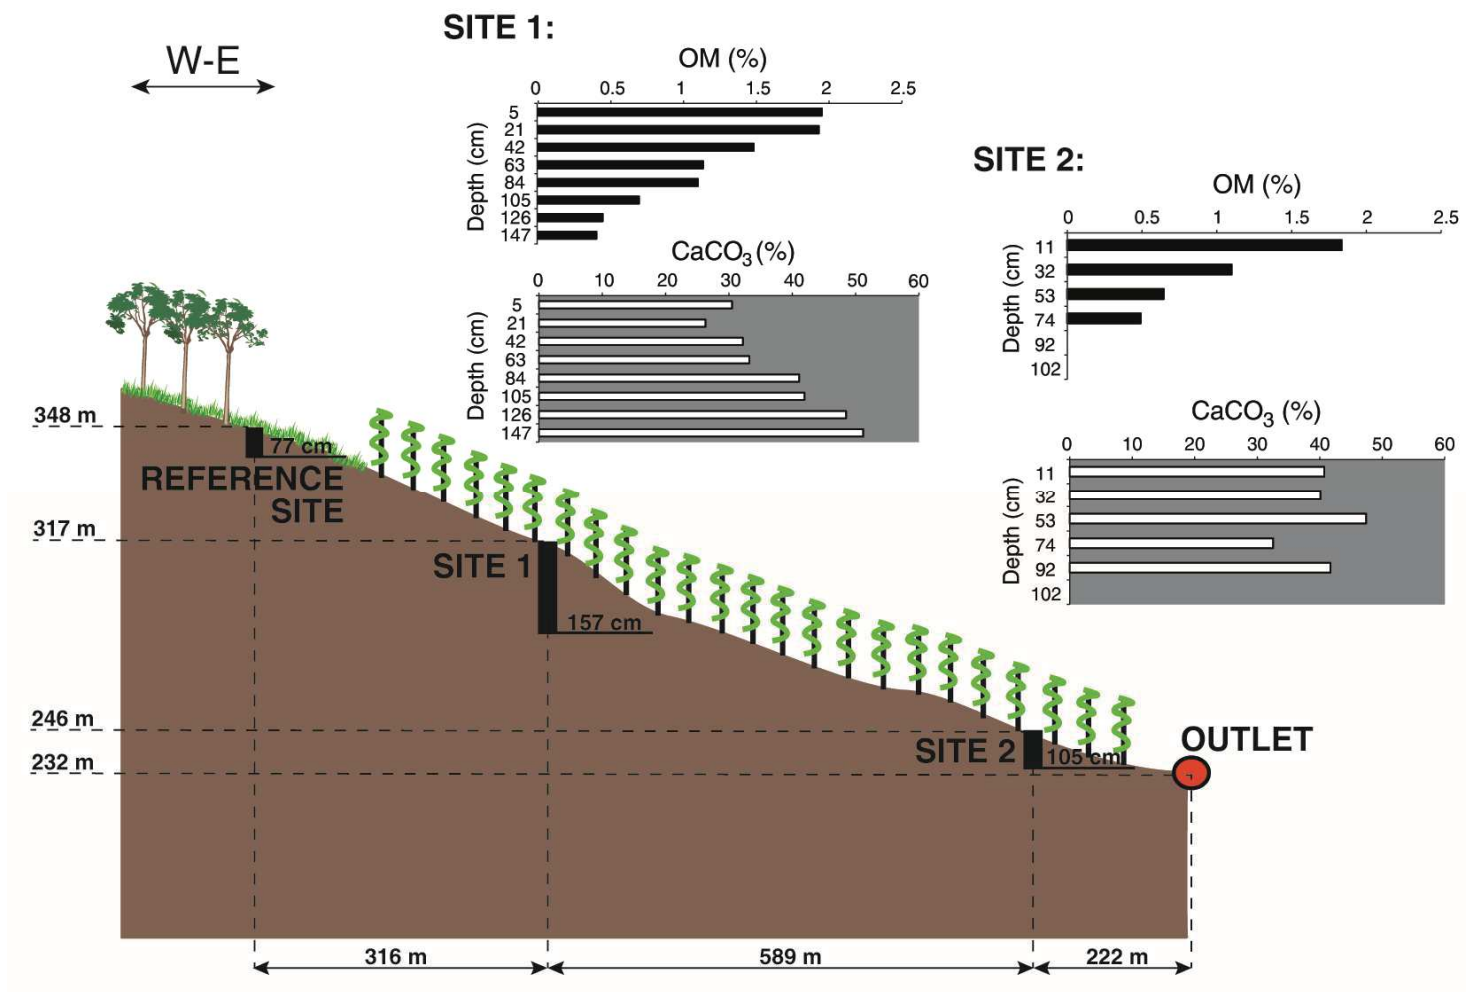 SITE 1:
W-E
OM (%)
0 0.5 1 1.5 2 2.5
Depth (cm)
5
21
42
63
84
105
126
147
CaCO3 (%)
0 10 20 30 40 50 60
Depth (cm)
5
21
42
63
84
105
126
147
SITE 2:
OM (%)
0 0.5 1 1.5 2 2.5
Depth (cm)
11
32
53
74
92
102
CaCO3 (%)
0 10 20 30 40 50 60
Depth (cm)
11
32
53
74
92
102
348 m
77 cm
REFERENCE
SITE
317 m
SITE 1
157 cm
246 m
SITE 2
105 cm
OUTLET
232 m
316 m
589 m
222 m